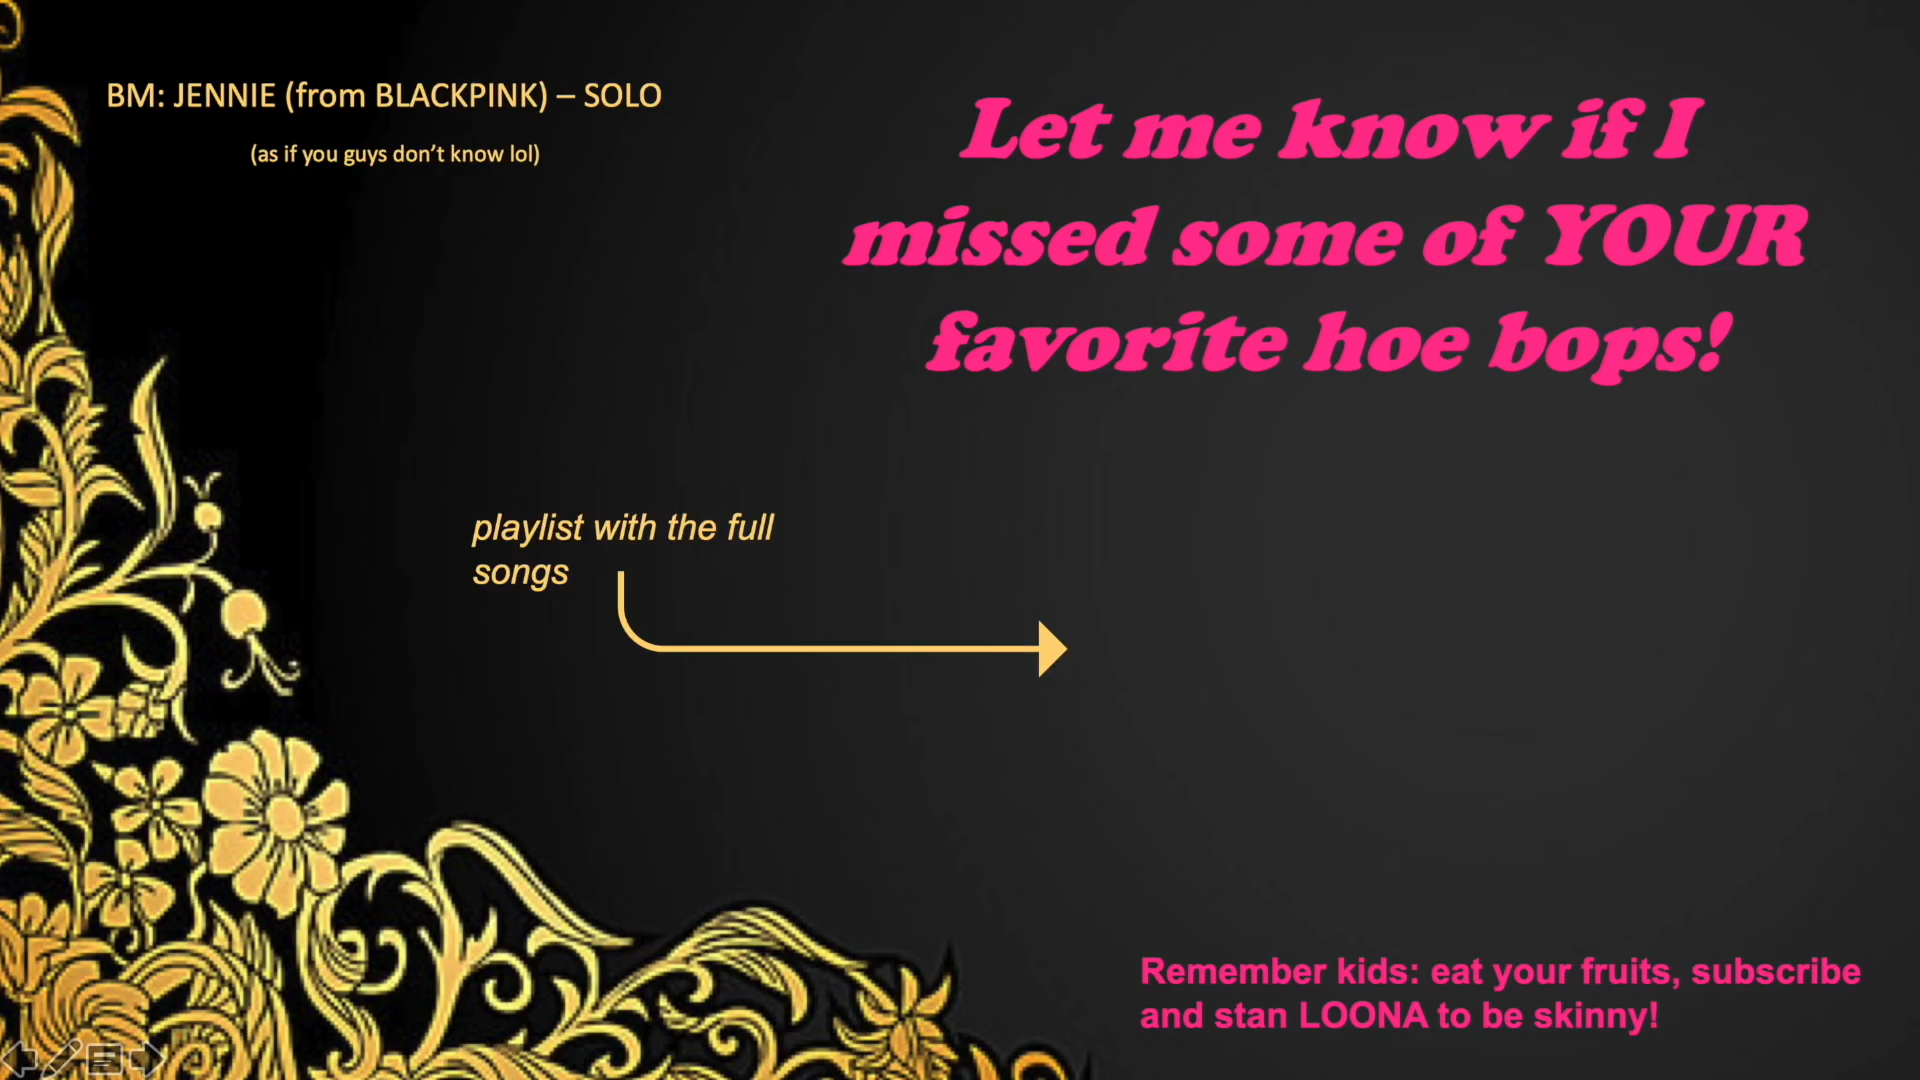 BM: JENNIE (from BLACKPINK) – SOLO
(as if you guys don’t know lol)
Let me know if I
missed some of YOUR
favorite hoe bops!
playlist with the full
songs
Remember kids: eat your fruits, subscribe
and stan LOONA to be skinny!